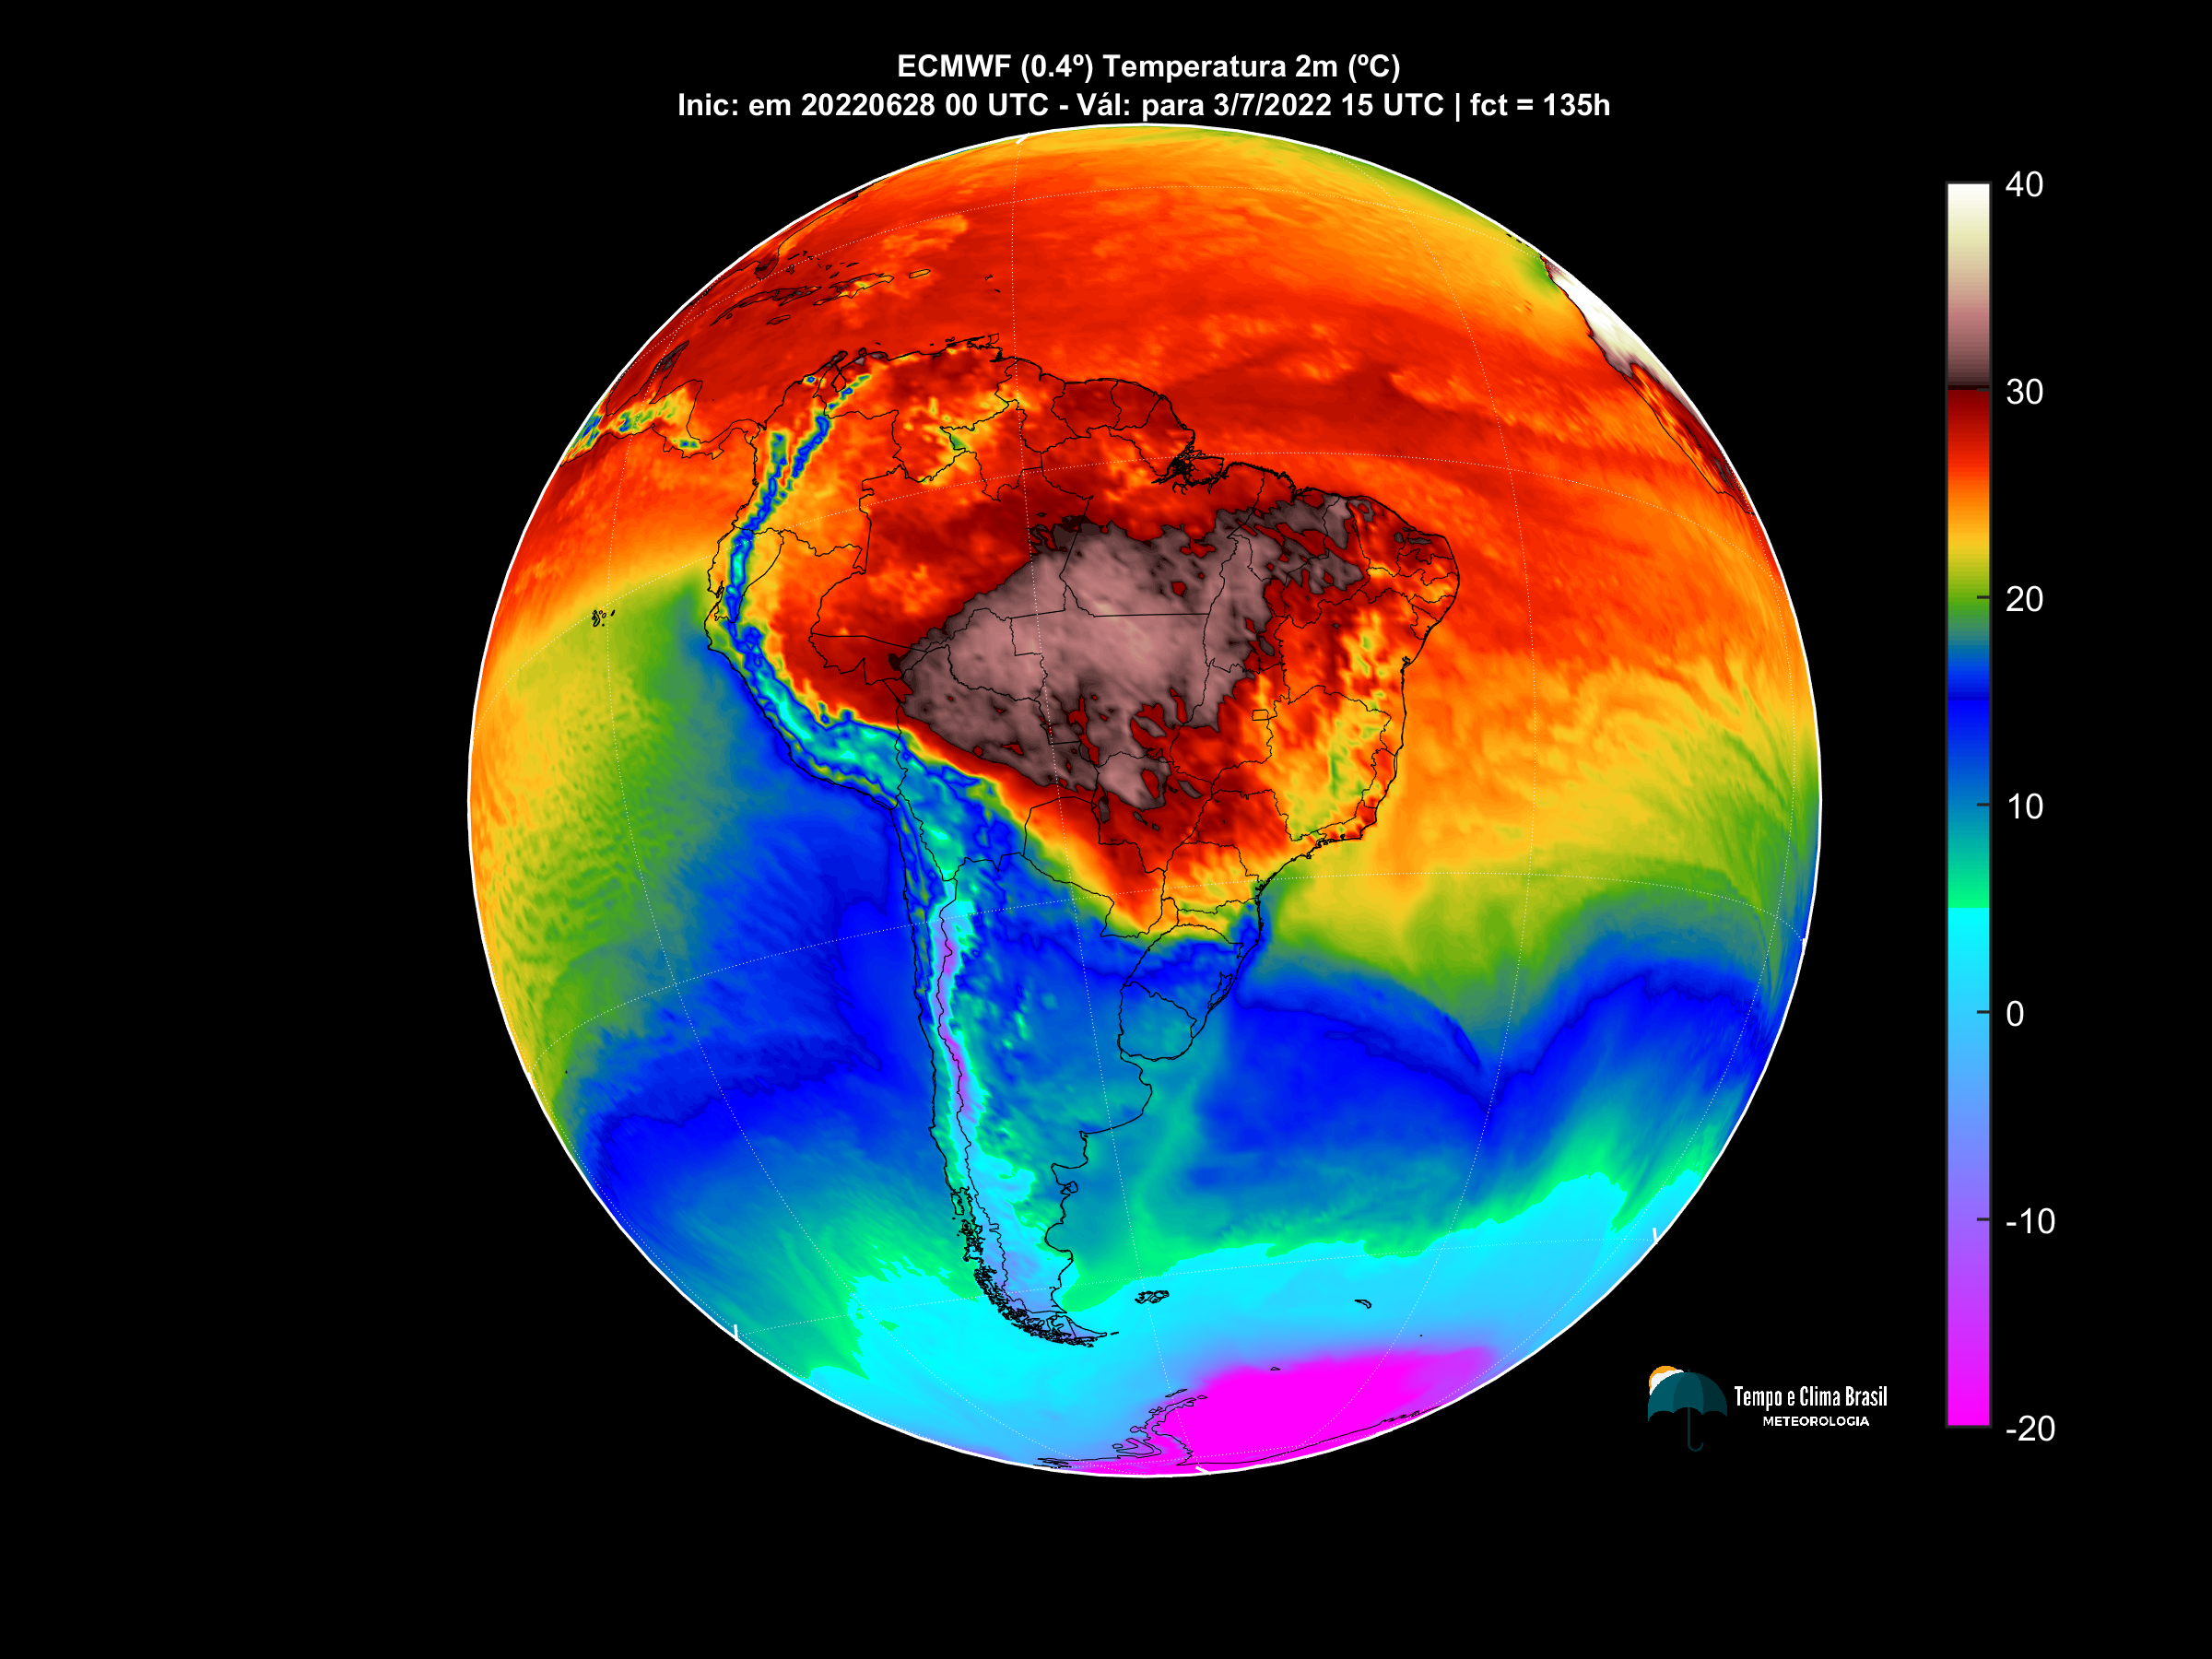 ECMWF (0.4º) Temperatura 2m (ºC)
Inic: em 20220628 00 UTC - Vál: para 3/7/2022 15 UTC | fct = 135h
40
30
20
10
0
-10
-20
Tempo e Clima Brasil
METEOROLOGIA